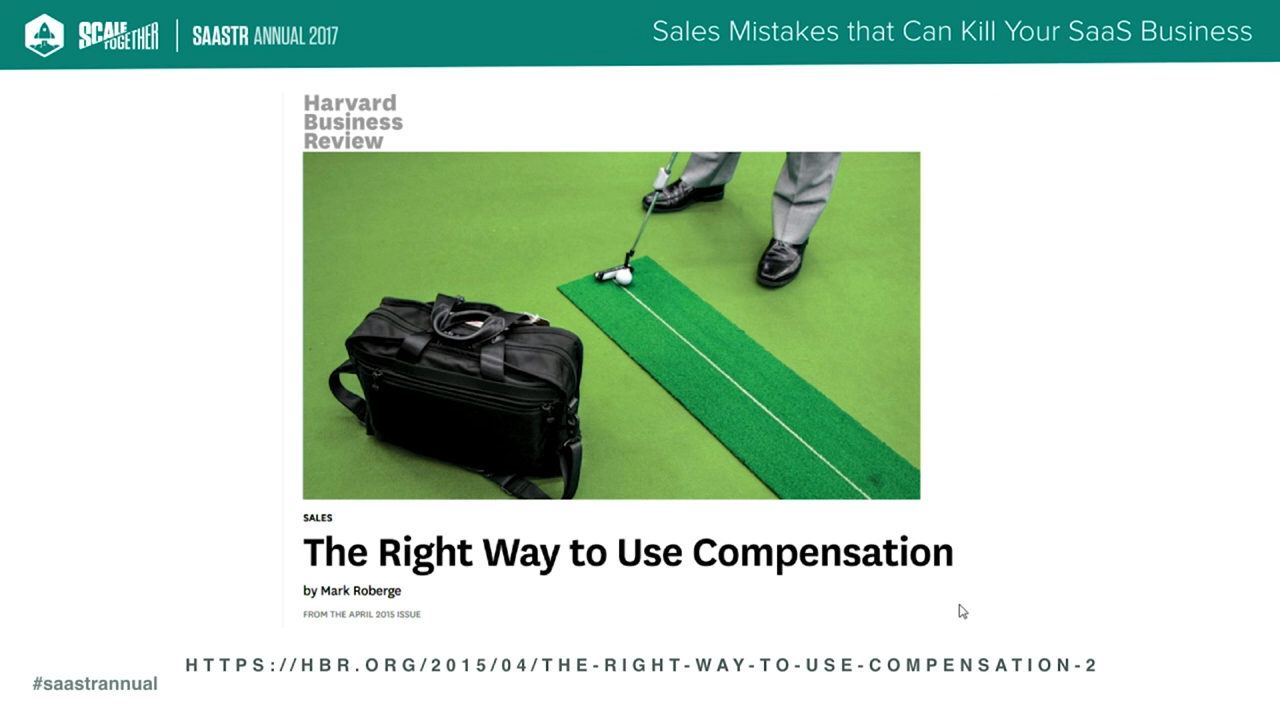 SCALE TOGETHER
SAASTR ANNUAL 2017
Sales Mistakes that Can Kill Your SaaS Business
Harvard
Business
Review
SALES
The Right Way to Use Compensation
by Mark Roberge
FROM THE APRIL 2015 ISSUE
HTTPS://HBR.ORG/2015/04/THE-RIGHT-WAY-TO-USE-COMPENSATION-2
#saastrannual